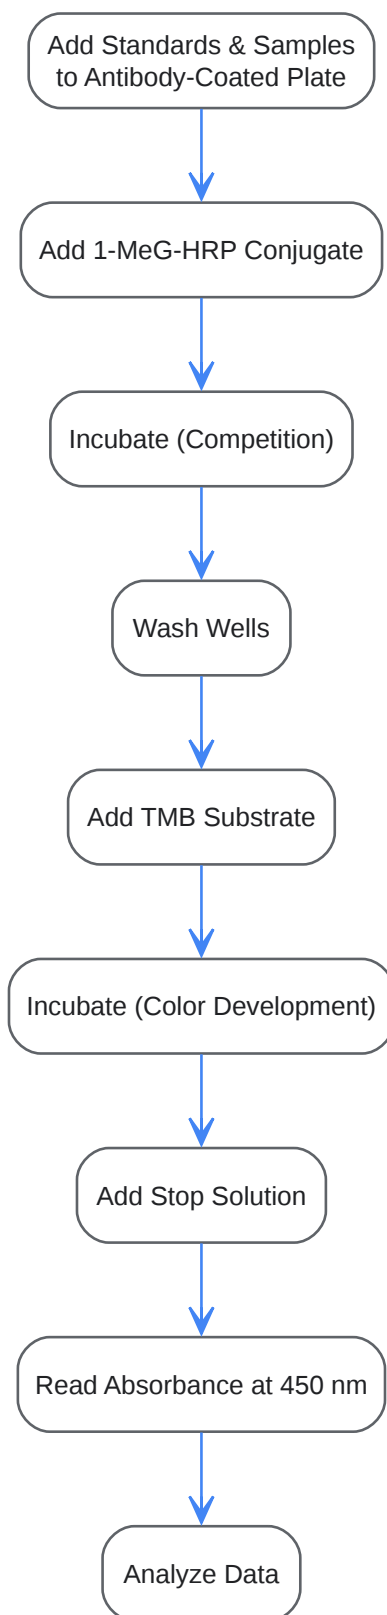 Add Standards & Samples
to Antibody-Coated Plate
Add 1-MeG-HRP Conjugate
Incubate (Competition)
Wash Wells
Add TMB Substrate
Incubate (Color Development)
Add Stop Solution
Read Absorbance at 450 nm
Analyze Data